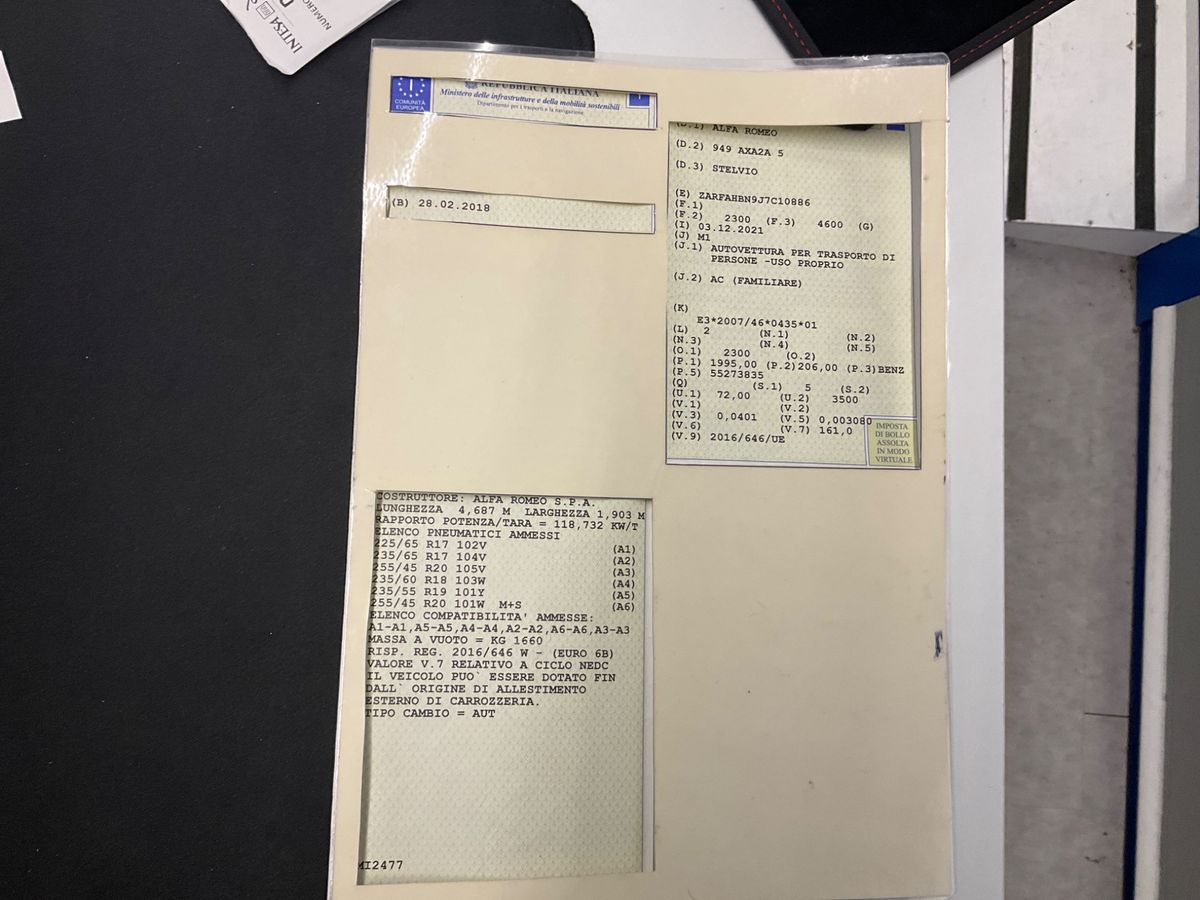 INTESA
NUMERO
COMUNITÀ
EUROPEA
REPUBBLICA ITALIANA
Ministero delle infrastrutture e della mobilità sostenibili
Dipartimento per i trasporti e la navigazione
(B) 28.02.2018
(D.1) ALFA ROMEO
(D.2) 949 AXA2A 5
(D.3) STELVIO
(E) ZARFAHBN9J7C10886
(F.1)
(F.2) 2300 (F.3) 4600 (G)
(I) 03.12.2021
(J) M1
(J.1) AUTOVETTURA PER TRASPORTO DI
PERSONE -USO PROPRIO
(J.2) AC (FAMILIARE)
(K)
E3*2007/46*0435*01
(L) 2 (N.1) (N.2)
(N.3) (N.4) (N.5)
(O.1) 2300 (O.2)
(P.1) 1995,00 (P.2)206,00 (P.3)BENZ
(P.5) 55273835
(Q) (S.1) 5 (S.2)
(U.1) 72,00 (U.2) 3500
(V.1) (V.2)
(V.3) 0,0401 (V.5) 0,003080
(V.6) (V.7) 161,0
(V.9) 2016/646/UE
IMPOSTA
DI BOLLO
ASSOLTA
IN MODO
VIRTUALE
COSTRUTTORE: ALFA ROMEO S.P.A.
LUNGHEZZA 4,687 M LARGHEZZA 1,903 M
RAPPORTO POTENZA/TARA = 118,732 KW/T
ELENCO PNEUMATICI AMMESSI
225/65 R17 102V (A1)
235/65 R17 104V (A2)
255/45 R20 105V (A3)
235/60 R18 103W (A4)
235/55 R19 101Y (A5)
255/45 R20 101W M+S (A6)
ELENCO COMPATIBILITA' AMMESSE:
A1-A1,A5-A5,A4-A4,A2-A2,A6-A6,A3-A3
MASSA A VUOTO = KG 1660
RISP. REG. 2016/646 W - (EURO 6B)
VALORE V.7 RELATIVO A CICLO NEDC
IL VEICOLO PUO` ESSERE DOTATO FIN
DALL` ORIGINE DI ALLESTIMENTO
ESTERNO DI CARROZZERIA.
TIPO CAMBIO = AUT
MI2477